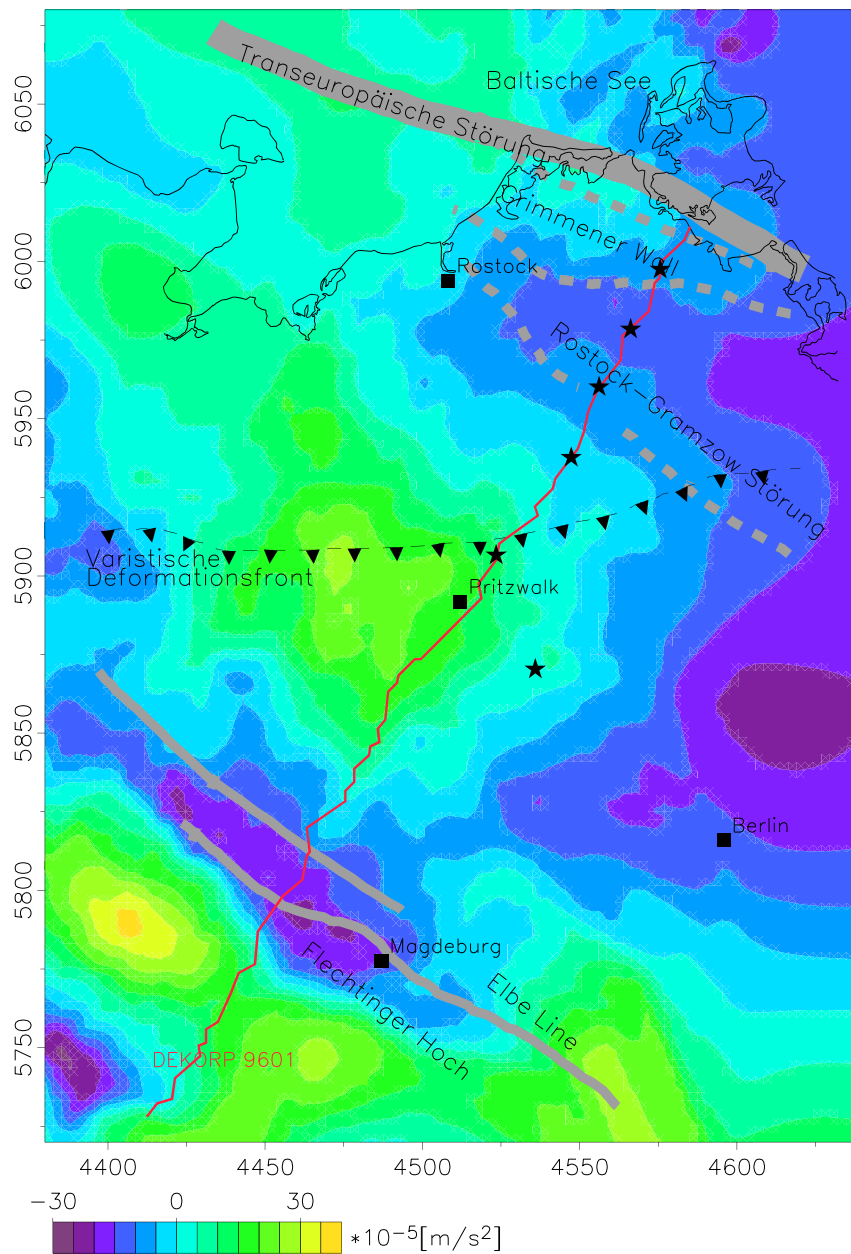 6050
6000
5950
5900
5850
5800
5750
Transeuropäische Störung
Baltische See
Grimmener Wall
Rostock
Rostock-Gramzow Störung
Varistische
Deformationsfront
Pritzwalk
Berlin
Magdeburg
Flechtinger Hoch
Elbe Line
DEKORP 9601
4400 4450 4500 4550 4600
-30 0 30
*10⁻⁵[m/s²]